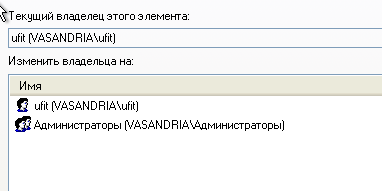 Текущий владелец этого элемента:
ufit (VASANDRIA\ufit)
Изменить владельца на:
Имя
ufit (VASANDRIA\ufit)
Администраторы (VASANDRIA\Администраторы)